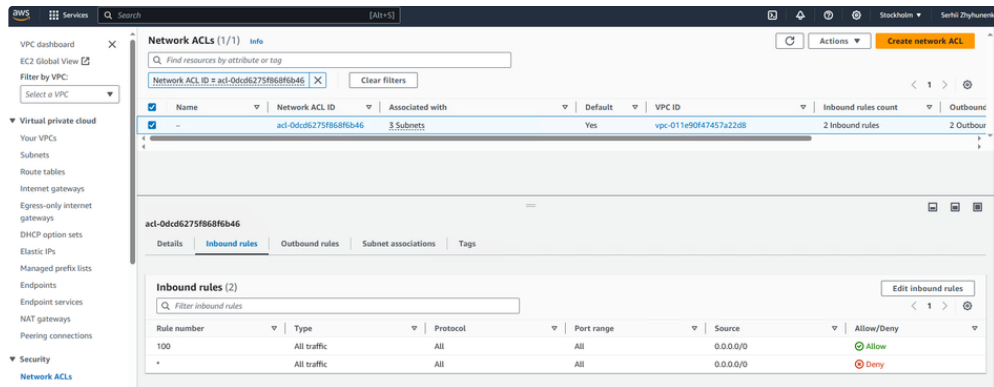 aws Services Search [Alt+S] Stockholm ▼ Serhii Zhyhunenk
VPC dashboard
EC2 Global View
Filter by VPC:
Select a VPC
Virtual private cloud
Your VPCs
Subnets
Route tables
Internet gateways
Egress-only internet
gateways
DHCP option sets
Elastic IPs
Managed prefix lists
Endpoints
Endpoint services
NAT gateways
Peering connections
Security
Network ACLs
Network ACLs (1/1) Info
Actions ▼ Create network ACL
Find resources by attribute or tag
Network ACL ID = acl-0dcd6275f868f6b46 X Clear filters
< 1 >
Name Network ACL ID Associated with Default VPC ID Inbound rules count Outbound
– acl-0dcd6275f868f6b46 3 Subnets Yes vpc-011e90f47457a22d8 2 Inbound rules 2 Outbour
acl-0dcd6275f868f6b46
Details Inbound rules Outbound rules Subnet associations Tags
Inbound rules (2)
Edit inbound rules
Filter inbound rules
< 1 >
Rule number Type Protocol Port range Source Allow/Deny
100 All traffic All All 0.0.0.0/0 Allow
* All traffic All All 0.0.0.0/0 Deny